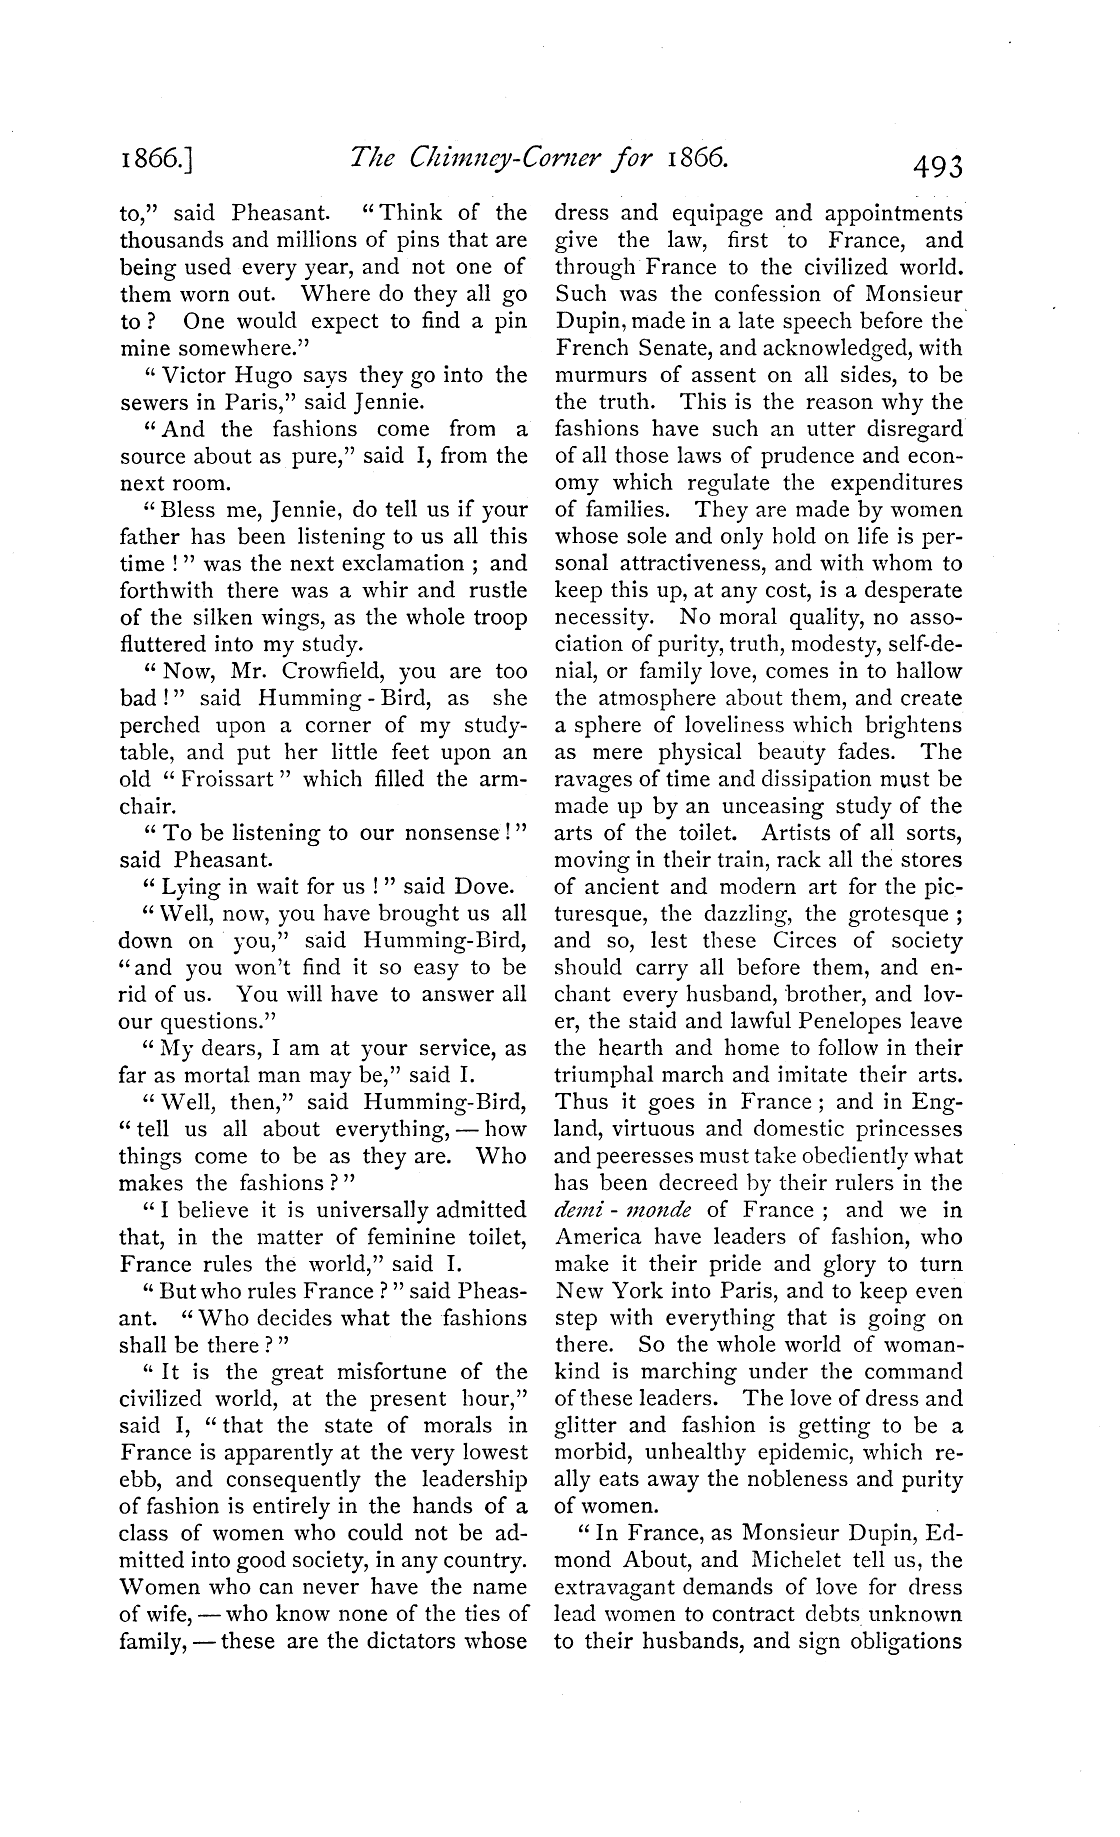 1866.] The Chimney-Corner for 1866. 493
to,” said Pheasant. “Think of the
thousands and millions of pins that are
being used every year, and not one of
them worn out. Where do they all go
to? One would expect to find a pin
mine somewhere.”
“Victor Hugo says they go into the
sewers in Paris,” said Jennie.
“And the fashions come from a
source about as pure,” said I, from the
next room.
“Bless me, Jennie, do tell us if your
father has been listening to us all this
time!” was the next exclamation; and
forthwith there was a whir and rustle
of the silken wings, as the whole troop
fluttered into my study.
“Now, Mr. Crowfield, you are too
bad!” said Humming-Bird, as she
perched upon a corner of my study-
table, and put her little feet upon an
old “Froissart” which filled the arm-
chair.
“To be listening to our nonsense!”
said Pheasant.
“Lying in wait for us!” said Dove.
“Well, now, you have brought us all
down on you,” said Humming-Bird,
“and you won’t find it so easy to be
rid of us. You will have to answer all
our questions.”
“My dears, I am at your service, as
far as mortal man may be,” said I.
“Well, then,” said Humming-Bird,
“tell us all about everything,—how
things come to be as they are. Who
makes the fashions?”
“I believe it is universally admitted
that, in the matter of feminine toilet,
France rules the world,” said I.
“But who rules France?” said Pheas-
ant. “Who decides what the fashions
shall be there?”
“It is the great misfortune of the
civilized world, at the present hour,”
said I, “that the state of morals in
France is apparently at the very lowest
ebb, and consequently the leadership
of fashion is entirely in the hands of a
class of women who could not be ad-
mitted into good society, in any country.
Women who can never have the name
of wife,—who know none of the ties of
family,—these are the dictators whose
dress and equipage and appointments
give the law, first to France, and
through France to the civilized world.
Such was the confession of Monsieur
Dupin, made in a late speech before the
French Senate, and acknowledged, with
murmurs of assent on all sides, to be
the truth. This is the reason why the
fashions have such an utter disregard
of all those laws of prudence and econ-
omy which regulate the expenditures
of families. They are made by women
whose sole and only hold on life is per-
sonal attractiveness, and with whom to
keep this up, at any cost, is a desperate
necessity. No moral quality, no asso-
ciation of purity, truth, modesty, self-de-
nial, or family love, comes in to hallow
the atmosphere about them, and create
a sphere of loveliness which brightens
as mere physical beauty fades. The
ravages of time and dissipation must be
made up by an unceasing study of the
arts of the toilet. Artists of all sorts,
moving in their train, rack all the stores
of ancient and modern art for the pic-
turesque, the dazzling, the grotesque;
and so, lest these Circes of society
should carry all before them, and en-
chant every husband, brother, and lov-
er, the staid and lawful Penelopes leave
the hearth and home to follow in their
triumphal march and imitate their arts.
Thus it goes in France; and in Eng-
land, virtuous and domestic princesses
and peeresses must take obediently what
has been decreed by their rulers in the
demi-monde of France; and we in
America have leaders of fashion, who
make it their pride and glory to turn
New York into Paris, and to keep even
step with everything that is going on
there. So the whole world of woman-
kind is marching under the command
of these leaders. The love of dress and
glitter and fashion is getting to be a
morbid, unhealthy epidemic, which re-
ally eats away the nobleness and purity
of women.
“In France, as Monsieur Dupin, Ed-
mond About, and Michelet tell us, the
extravagant demands of love for dress
lead women to contract debts unknown
to their husbands, and sign obligations